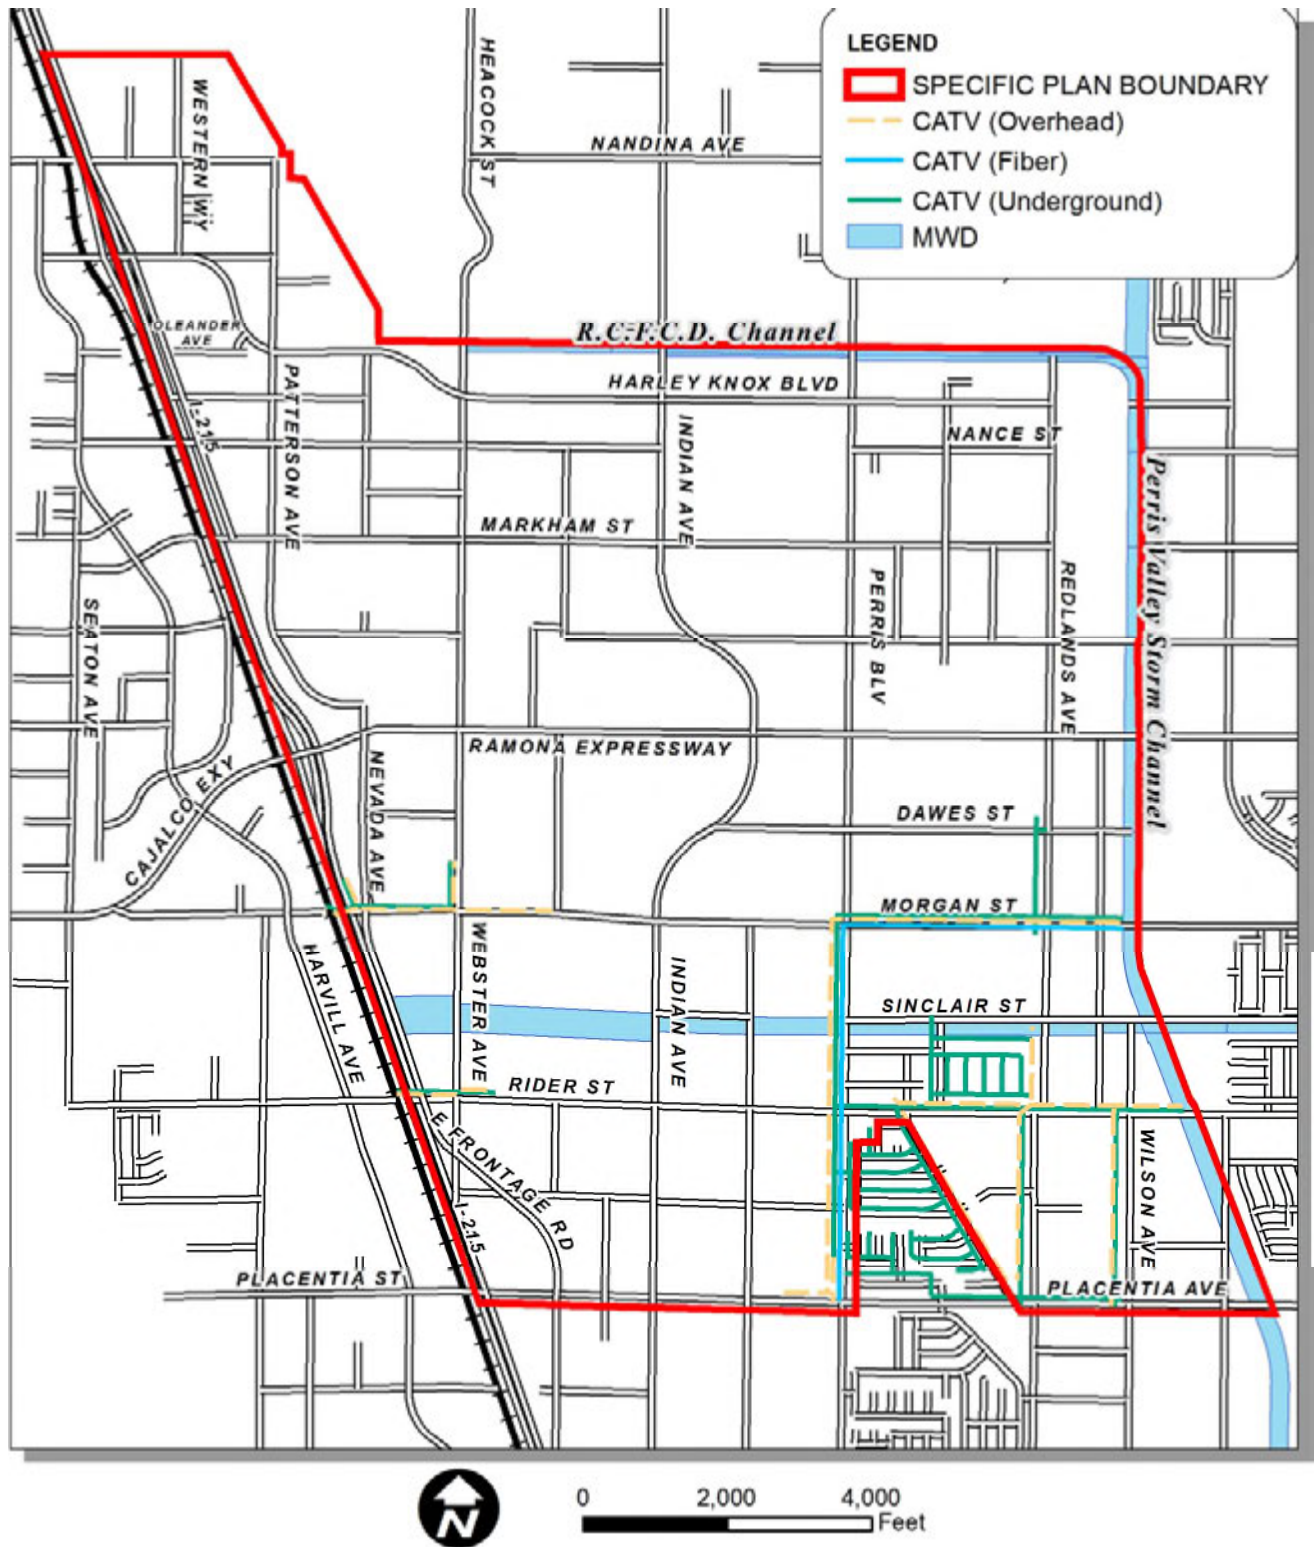 LEGEND
SPECIFIC PLAN BOUNDARY
CATV (Overhead)
CATV (Fiber)
CATV (Underground)
MWD
HEACOCK ST
WESTERN WY
NANDINA AVE
OLEANDER
AVE
R.C.F.C.D. Channel
HARLEY KNOX BLVD
I-215
PATTERSON AVE
INDIAN AVE
NANCE ST
MARKHAM ST
Perris Valley Storm Channel
PERRIS BLV
REDLANDS AVE
SEATON AVE
RAMONA EXPRESSWAY
CAJALCO EXY
NEVADA AVE
DAWES ST
MORGAN ST
HARVILL AVE
WEBSTER AVE
INDIAN AVE
SINCLAIR ST
RIDER ST
E FRONTAGE RD
WILSON AVE
I-215
PLACENTIA ST
PLACENTIA AVE
N
0 2,000 4,000
Feet